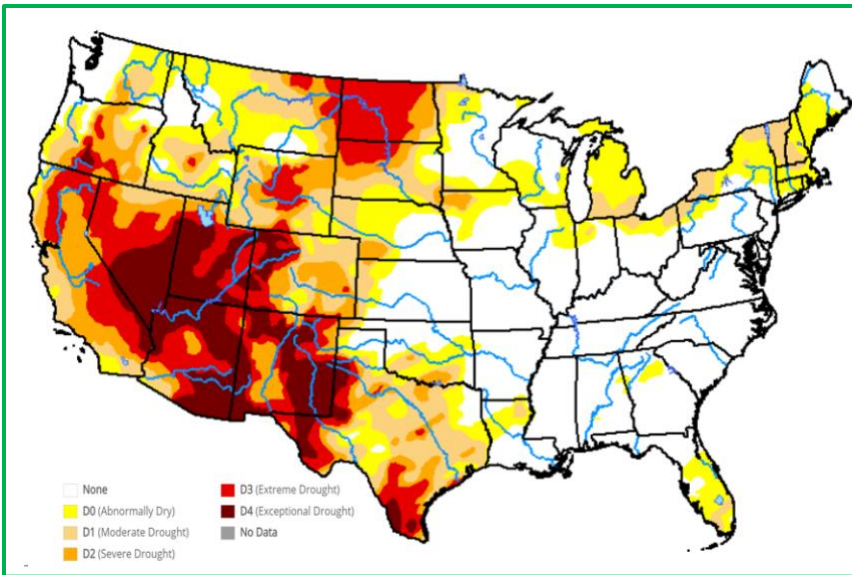 None
D0 (Abnormally Dry)
D1 (Moderate Drought)
D2 (Severe Drought)
D3 (Extreme Drought)
D4 (Exceptional Drought)
No Data